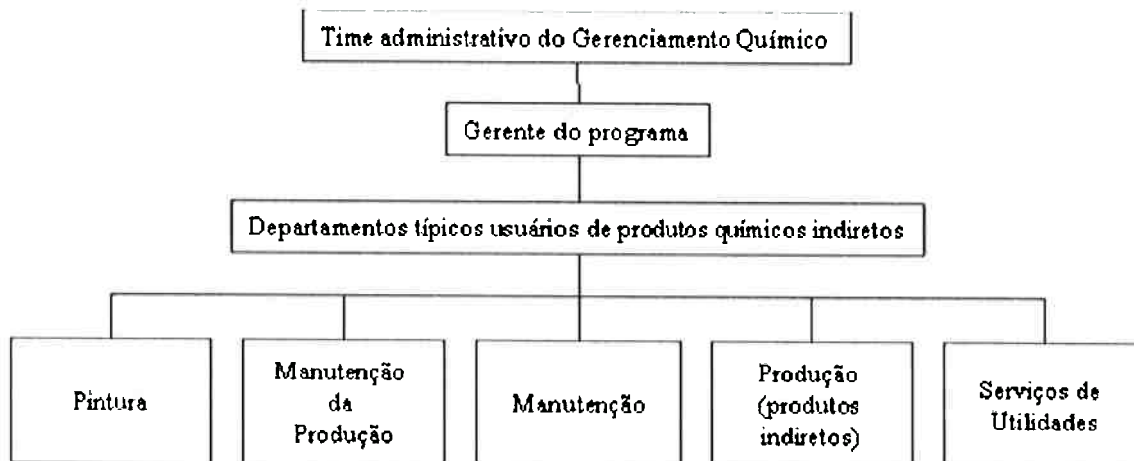 Time administrativo do Gerenciamento Químico
Gerente do programa
Departamentos típicos usuários de produtos químicos indiretos
Pintura
Manutenção
da
Produção
Manutenção
Produção
(produtos
indiretos)
Serviços de
Utilidades